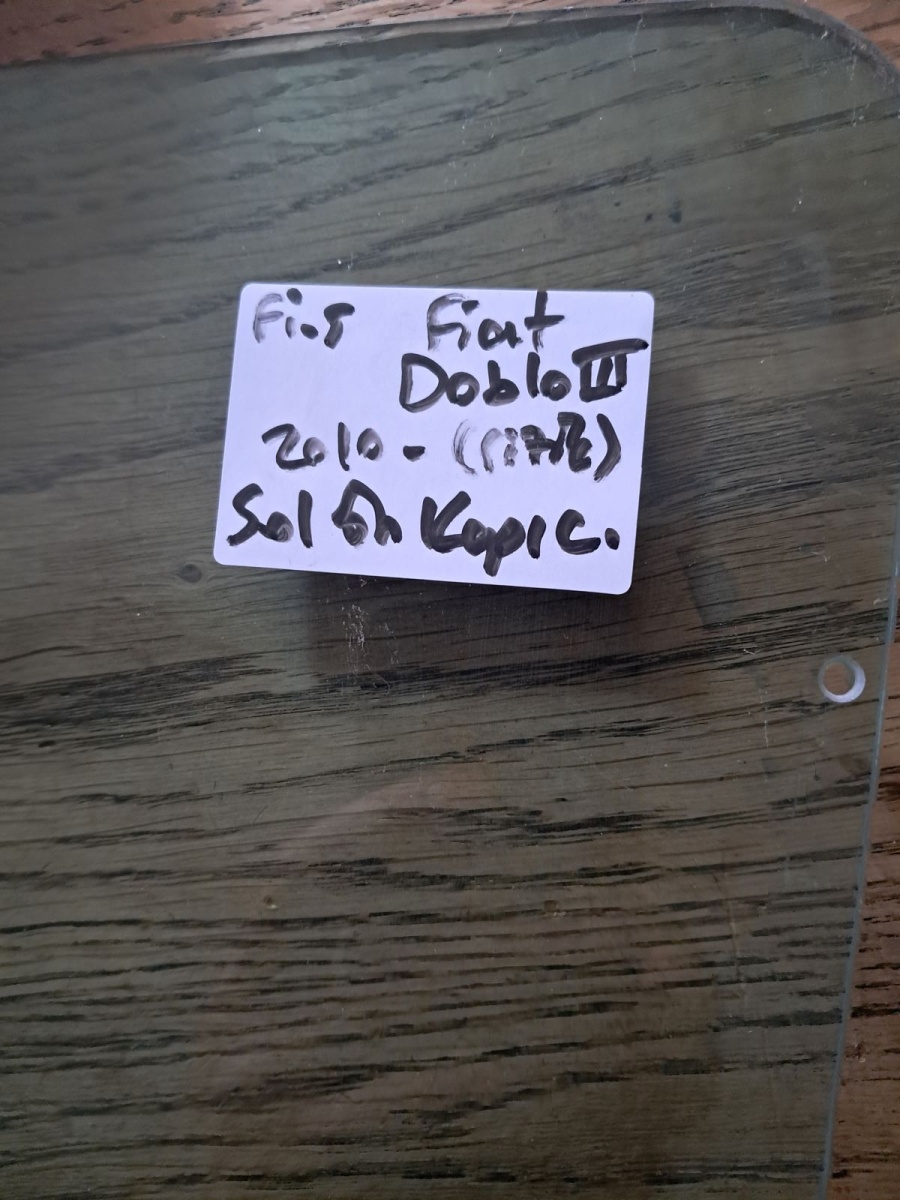 Fiat
Doblo III
2010 -
Sol Ön Kapı c.